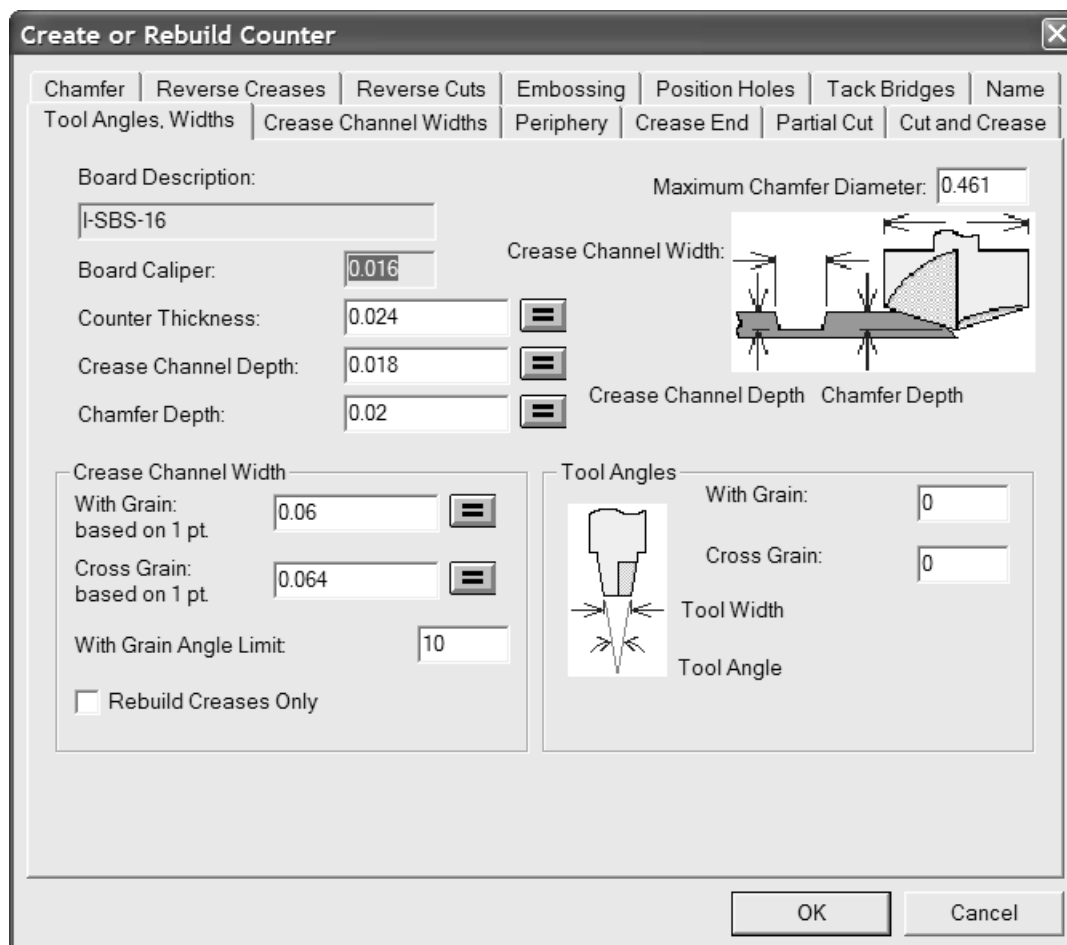 Create or Rebuild Counter
Chamfer Reverse Creases Reverse Cuts Embossing Position Holes Tack Bridges Name
Tool Angles, Widths Crease Channel Widths Periphery Crease End Partial Cut Cut and Crease
Board Description:
Maximum Chamfer Diameter: 0.461
I-SBS-16
Crease Channel Width:
Board Caliper: 0.016
Counter Thickness: 0.024
Crease Channel Depth: 0.018
Crease Channel Depth Chamfer Depth
Chamfer Depth: 0.02
Crease Channel Width
With Grain: 0.06
based on 1 pt.
Cross Grain: 0.064
based on 1 pt.
With Grain Angle Limit: 10
Rebuild Creases Only
Tool Angles
With Grain: 0
Cross Grain: 0
Tool Width
Tool Angle
OK Cancel